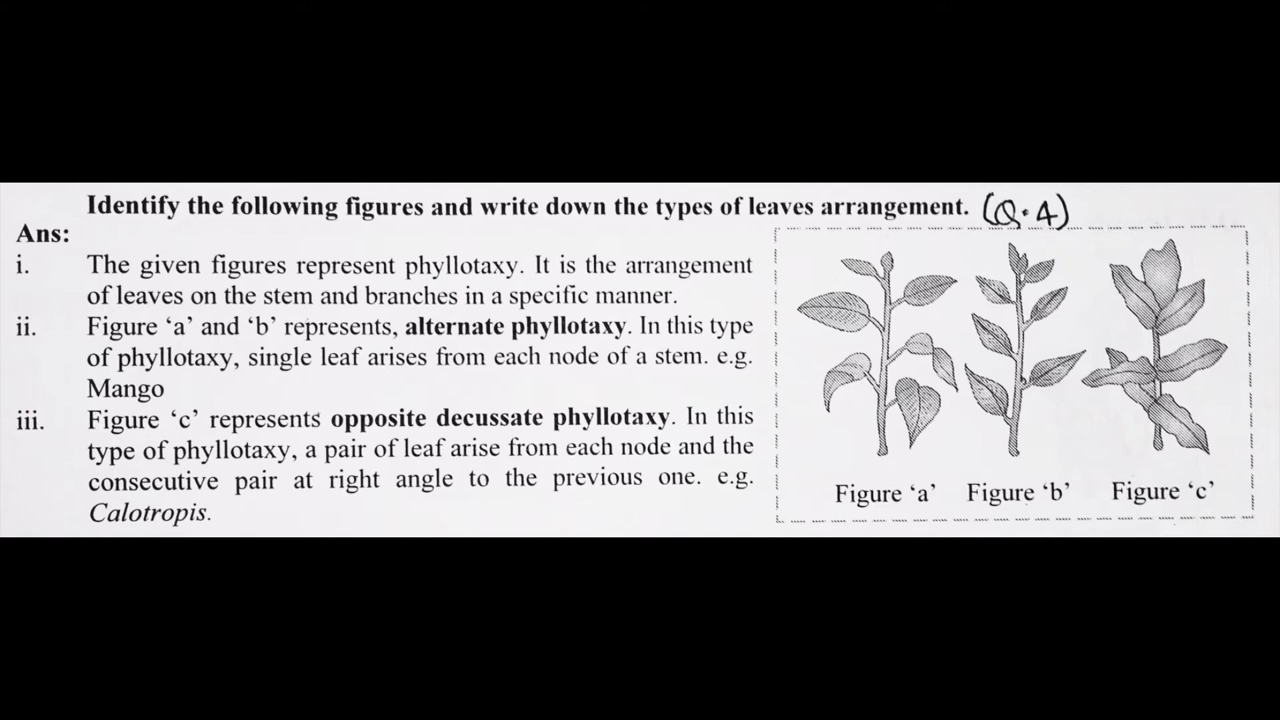 Identify the following figures and write down the types of leaves arrangement. (Q.4)
Ans:
i. The given figures represent phyllotaxy. It is the arrangement
of leaves on the stem and branches in a specific manner.
ii. Figure ‘a’ and ‘b’ represents, alternate phyllotaxy. In this type
of phyllotaxy, single leaf arises from each node of a stem. e.g.
Mango
iii. Figure ‘c’ represents opposite decussate phyllotaxy. In this
type of phyllotaxy, a pair of leaf arise from each node and the
consecutive pair at right angle to the previous one. e.g.
Calotropis.
Figure ‘a’ Figure ‘b’ Figure ‘c’